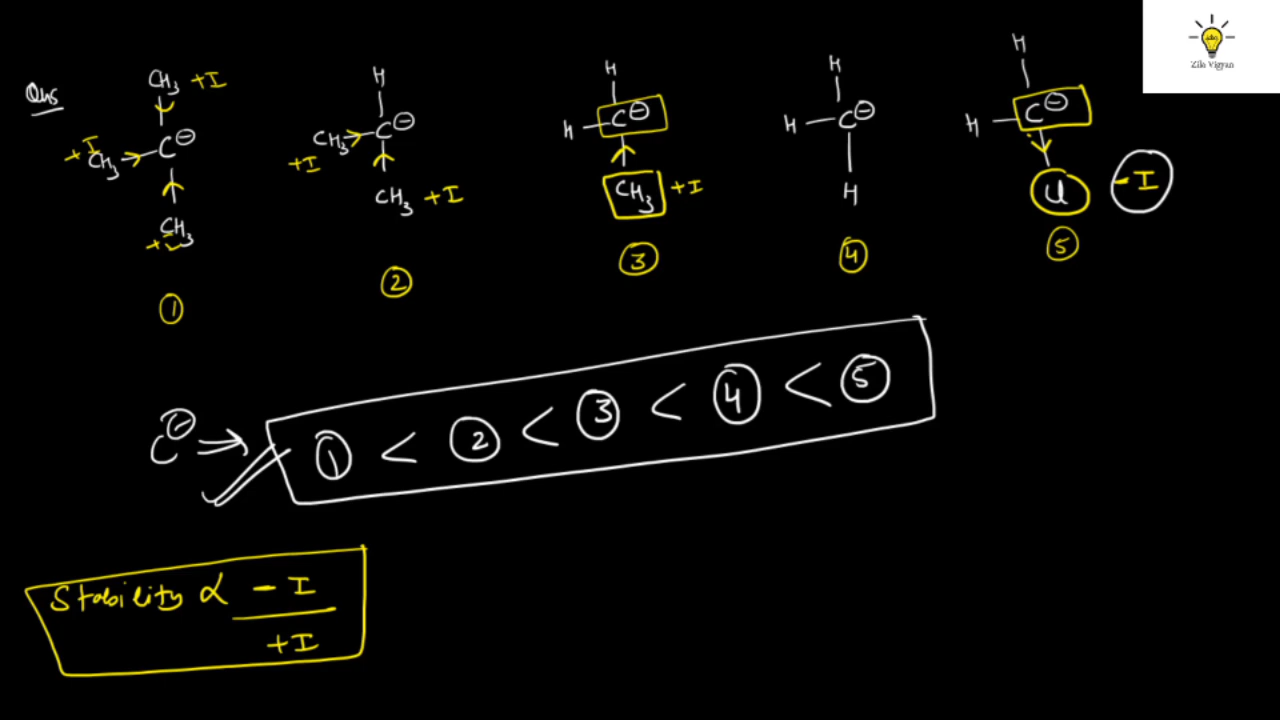 Ques
CH₃ +I
+I CH₃ C⊖
CH₃
+I
①
H
CH₃ C⊖
+I
CH₃ +I
②
H
H C⊖
CH₃ +I
③
H
H C⊖
H
④
H
H C⊖
Cl -I
⑤
Zila Vigyan
C⊖ ⇒ ① < ② < ③ < ④ < ⑤
Stability α -I
+I